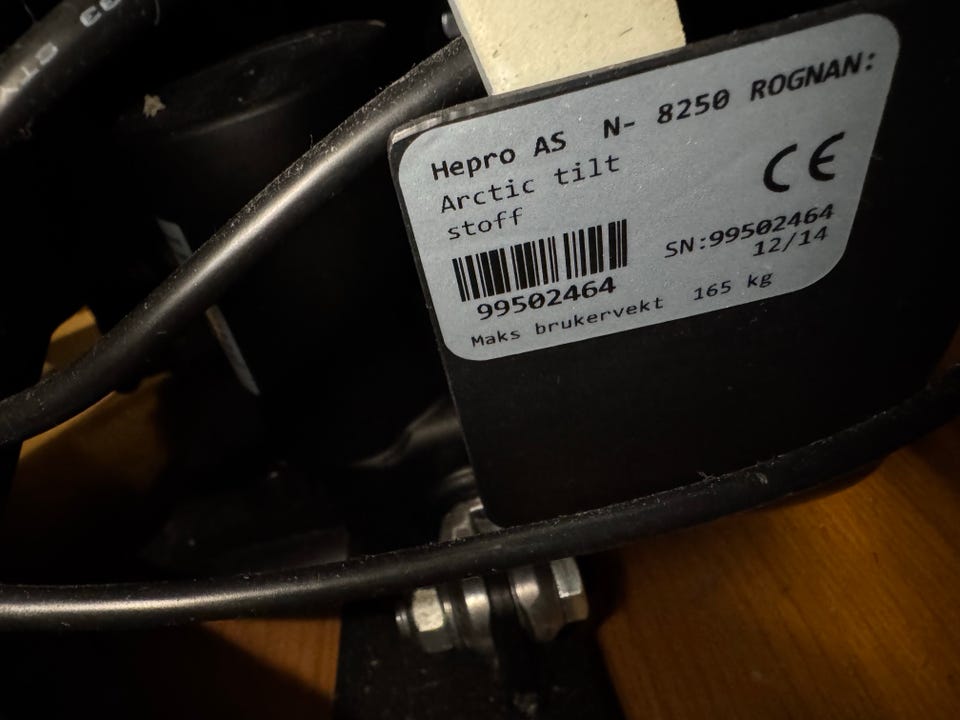 Hepro AS N- 8250 ROGNAN:
Arctic tilt
stoff
CE
SN:99502464
12/14
99502464
Maks brukervekt 165 kg